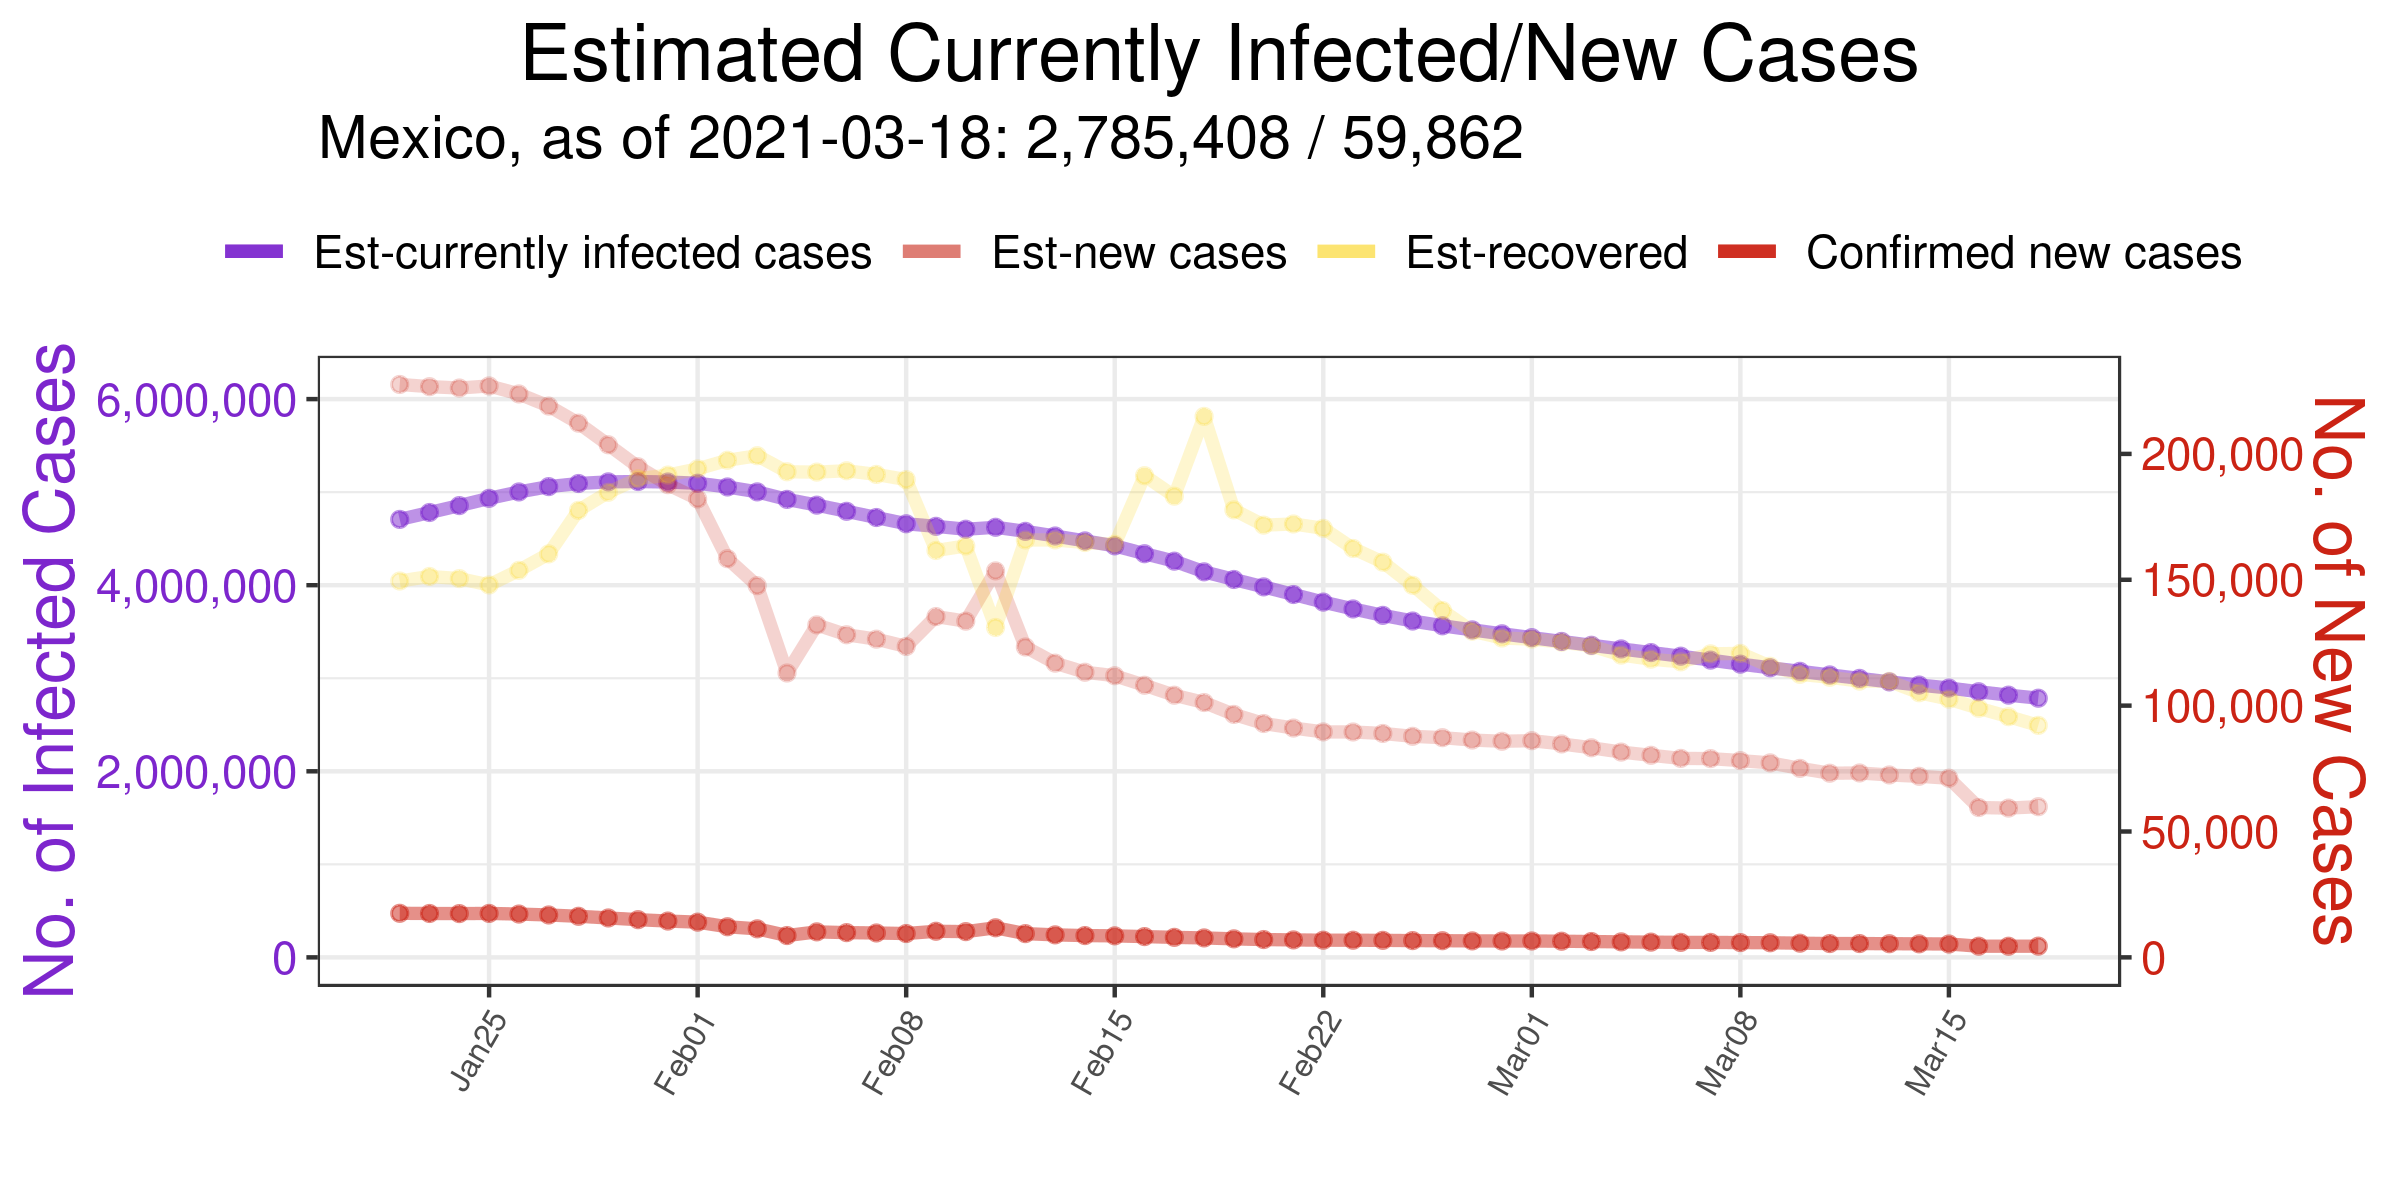 Estimated Currently Infected/New Cases
Mexico, as of 2021-03-18: 2,785,408 / 59,862
Est-currently infected cases Est-new cases Est-recovered Confirmed new cases
No. of Infected Cases
6,000,000
4,000,000
2,000,000
0
200,000
150,000
100,000
50,000
0
No. of New Cases
Jan25 Feb01 Feb08 Feb15 Feb22 Mar01 Mar08 Mar15